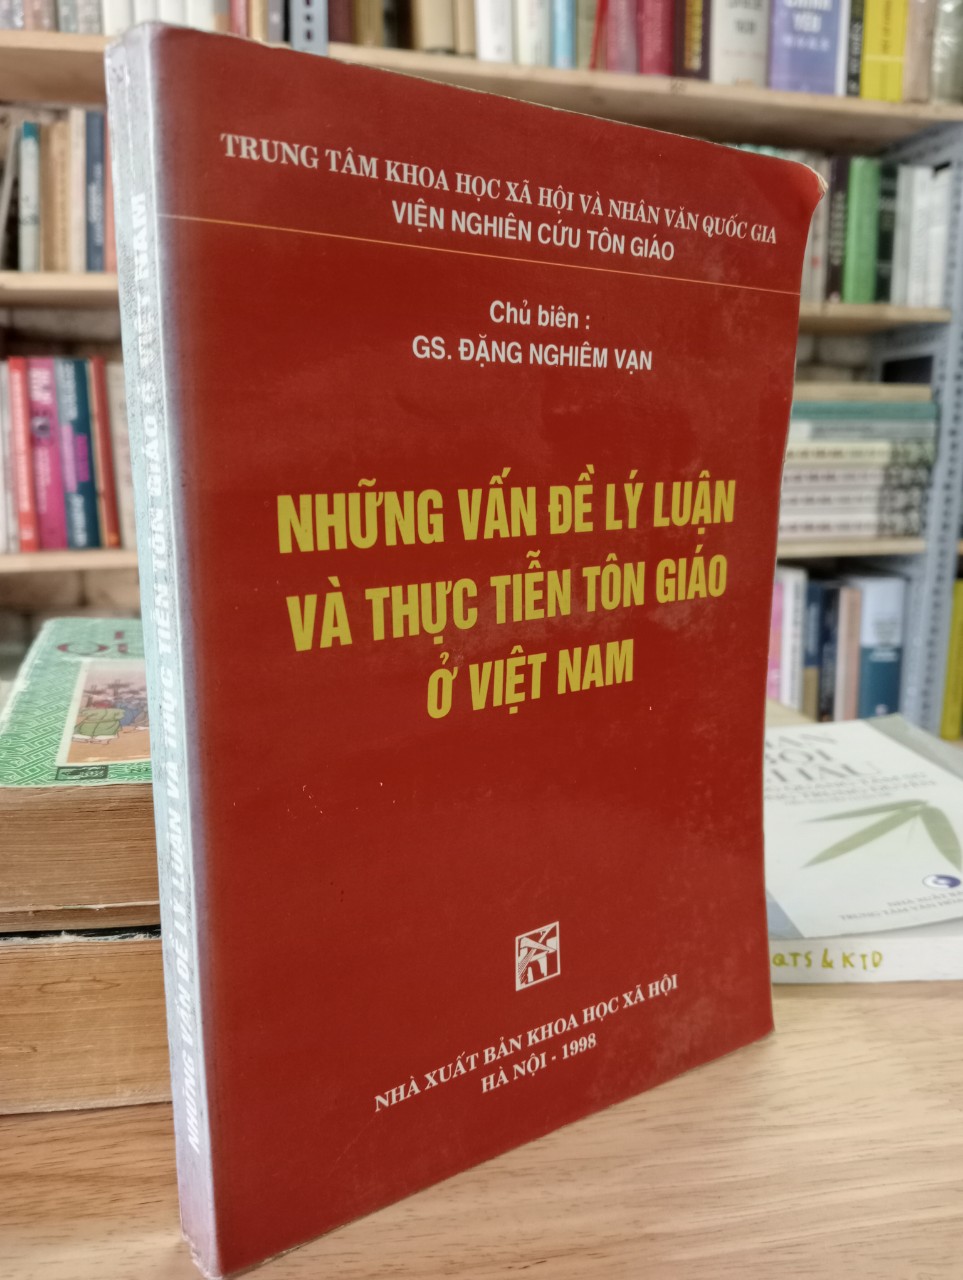 TRUNG TÂM KHOA HỌC XÃ HỘI VÀ NHÂN VĂN QUỐC GIA
VIỆN NGHIÊN CỨU TÔN GIÁO
Chủ biên :
GS. ĐẶNG NGHIÊM VẠN
NHỮNG VẤN ĐỀ LÝ LUẬN
VÀ THỰC TIỄN TÔN GIÁO
Ở VIỆT NAM
NHÀ XUẤT BẢN KHOA HỌC XÃ HỘI
HÀ NỘI - 1998
NHỮNG VẤN ĐỀ LÝ LUẬN VÀ THỰC TIỄN TÔN GIÁO Ở VIỆT NAM
QTS & KTD